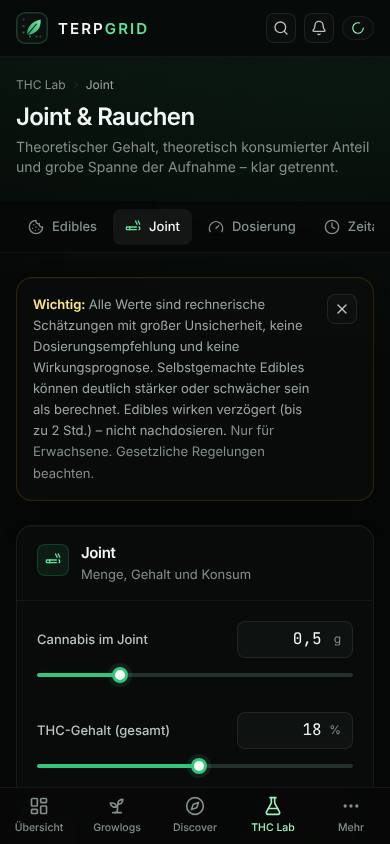 TERPGRID
THC Lab
Joint
Joint & Rauchen
Theoretischer Gehalt, theoretisch konsumierter Anteil
und grobe Spanne der Aufnahme – klar getrennt.
Edibles
Joint
Dosierung
Wichtig: Alle Werte sind rechnerische
Schätzungen mit großer Unsicherheit, keine
Dosierungsempfehlung und keine
Wirkungsprognose. Selbstgemachte Edibles
können deutlich stärker oder schwächer sein
als berechnet. Edibles wirken verzögert (bis
zu 2 Std.) – nicht nachdosieren. Nur für
Erwachsene. Gesetzliche Regelungen
beachten.
Joint
Menge, Gehalt und Konsum
Cannabis im Joint
0,5 g
THC-Gehalt (gesamt)
18 %
Übersicht
Growlogs
Discover
THC Lab
Mehr